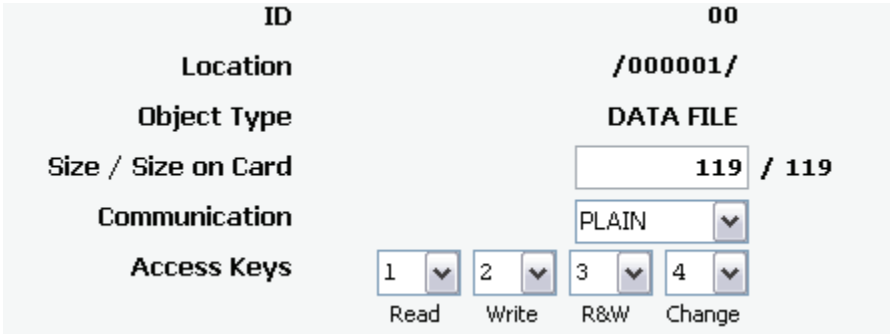 ID 00
Location /000001/
Object Type DATA FILE
Size / Size on Card 119 / 119
Communication PLAIN
Access Keys 1 2 3 4
Read Write R&W Change